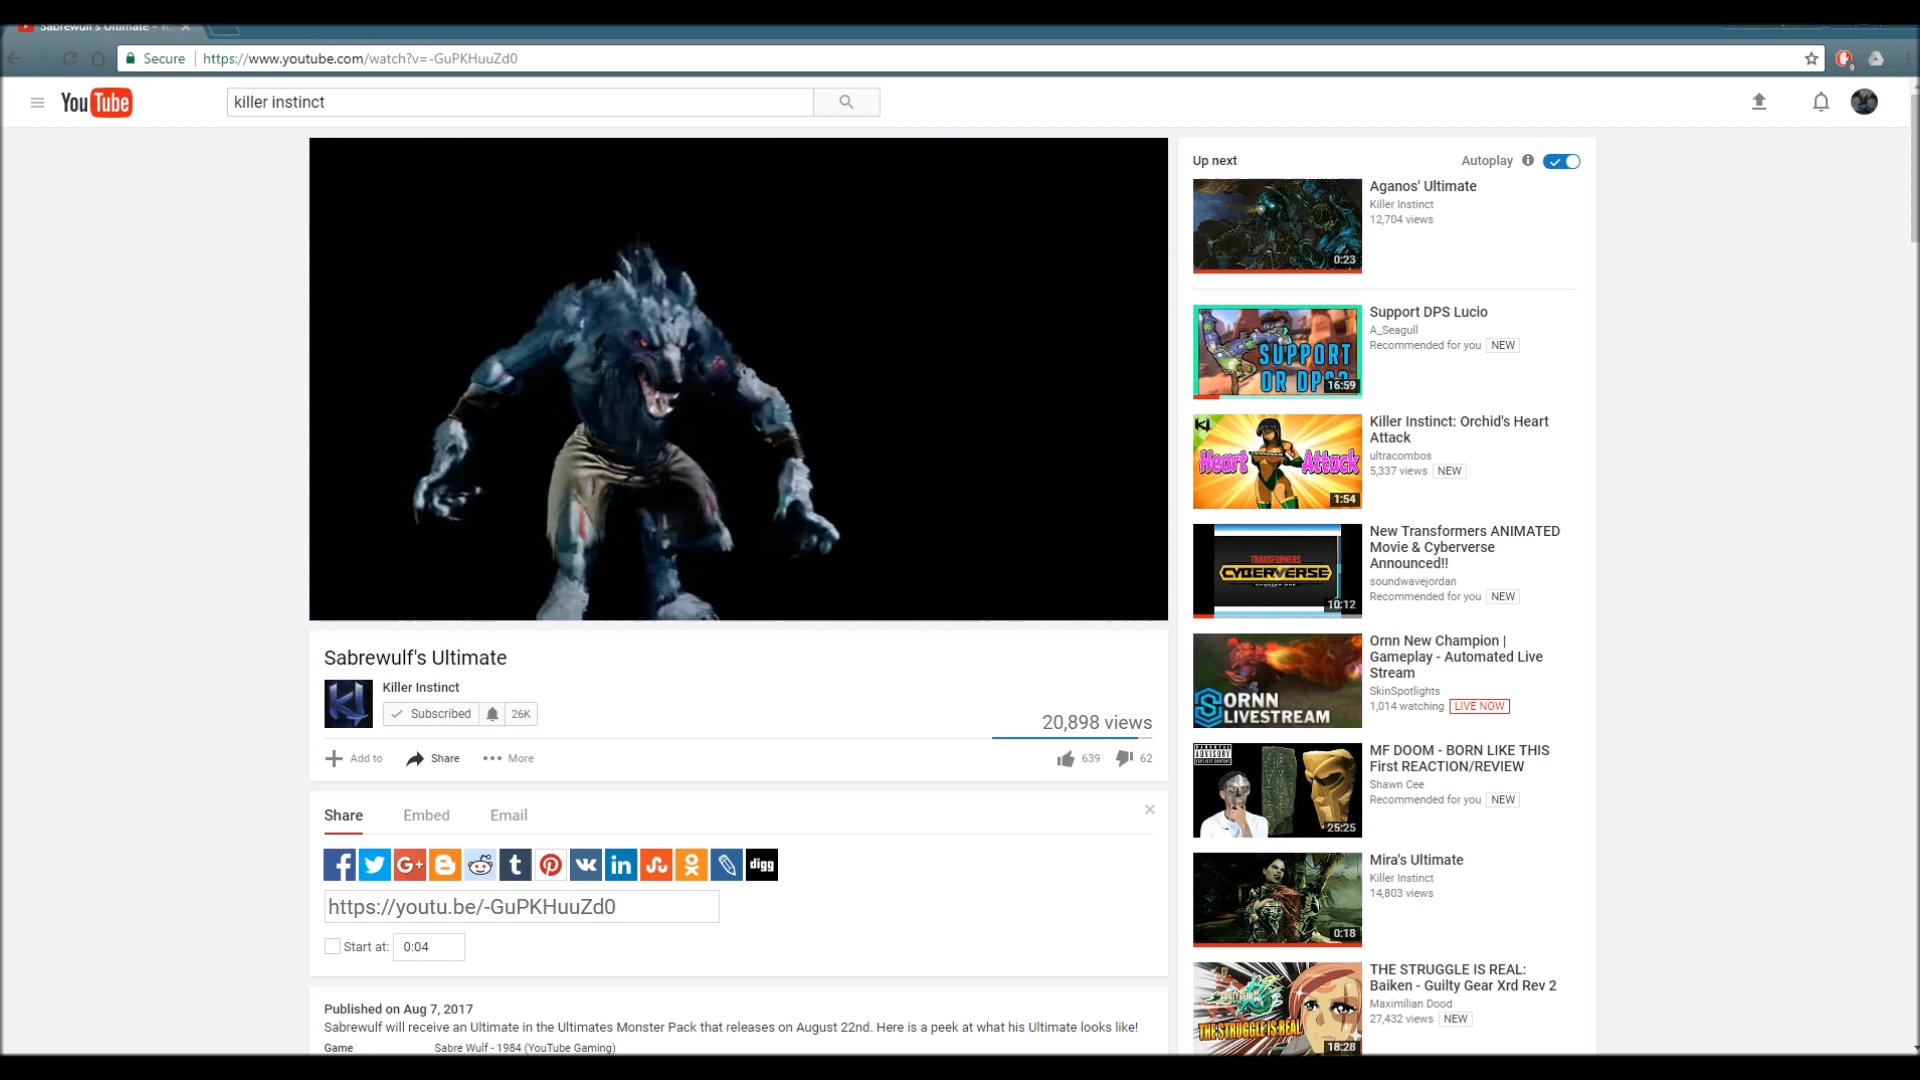 Sabrewulf's Ultimate - Yo
Secure
https://www.youtube.com/watch?v=-GuPKHuuZd0
9
YouTube
killer instinct
Sabrewulf's Ultimate
Killer Instinct
Subscribed
26K
20,898 views
Add to
Share
More
639
62
Share
Embed
Email
digg
https://youtu.be/-GuPKHuuZd0
Start at:
0:04
Published on Aug 7, 2017
Sabrewulf will receive an Ultimate in the Ultimates Monster Pack that releases on August 22nd. Here is a peek at what his Ultimate looks like!
Game
Sabre Wulf - 1984 (YouTube Gaming)
Up next
Autoplay
0:23
Aganos' Ultimate
Killer Instinct
12,704 views
SUPPORT
OR DPS?
16:59
Support DPS Lucio
A_Seagull
Recommended for you
NEW
Heart Attack
1:54
Killer Instinct: Orchid's Heart
Attack
ultracombos
5,337 views
NEW
TRANSFORMERS
CYBERVERSE
10:12
New Transformers ANIMATED
Movie & Cyberverse
Announced!!
soundwavejordan
Recommended for you
NEW
ORNN
LIVESTREAM
Ornn New Champion |
Gameplay - Automated Live
Stream
SkinSpotlights
1,014 watching
LIVE NOW
ADVISORY
25:25
MF DOOM - BORN LIKE THIS
First REACTION/REVIEW
Shawn Cee
Recommended for you
NEW
0:18
Mira's Ultimate
Killer Instinct
14,803 views
THE STRUGGLE IS REAL
18:28
THE STRUGGLE IS REAL:
Baiken - Guilty Gear Xrd Rev 2
Maximilian Dood
27,432 views
NEW